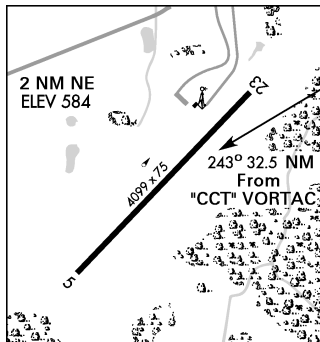 2 NM NE
ELEV 584
23
4099 x 75
243° 32.5 NM
From
"CCT" VORTAC
5